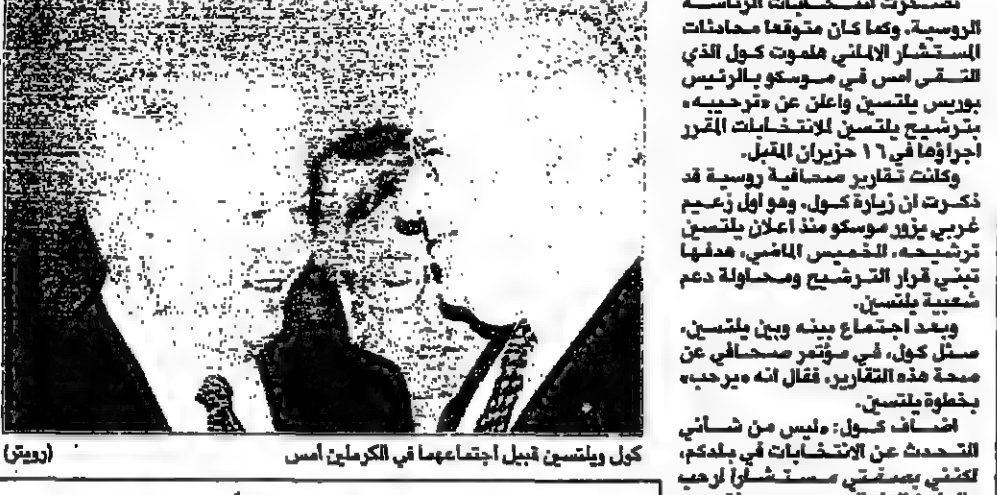 تصدرت انتخابات الرئاسة
الروسية، وكما كان متوقعا محادثات
المستشار الالماني هلموت كول الذي
التقى امس في موسكو بالرئيس
بوريس يلتسين واعلن عن «ترحيبه»
بترشيح يلتسين للانتخابات المقرر
اجراؤها في ١٦ حزيران المقبل.
وكانت تقارير صحافية روسية قد
ذكرت ان زيارة كول، وهو اول زعيم
غربي يزور موسكو منذ اعلان يلتسين
ترشيحه، الخميس الماضي، هدفها
تبني قرار الترشيح ومحاولة دعم
شعبية يلتسين.
وبعد اجتماع بينه وبين يلتسين،
سئل كول، في مؤتمر صحافي عن
صحة هذه التقارير، فقال انه «يرحب»
بخطوة يلتسين.
اضاف كول: «ليس من شأني
التحدث عن الانتخابات في بلدكم،
لكنني بصفتي مستشاراً ارحب
كول ويلتسين قبيل اجتماعهما في الكرملين أمس
(رويتر)